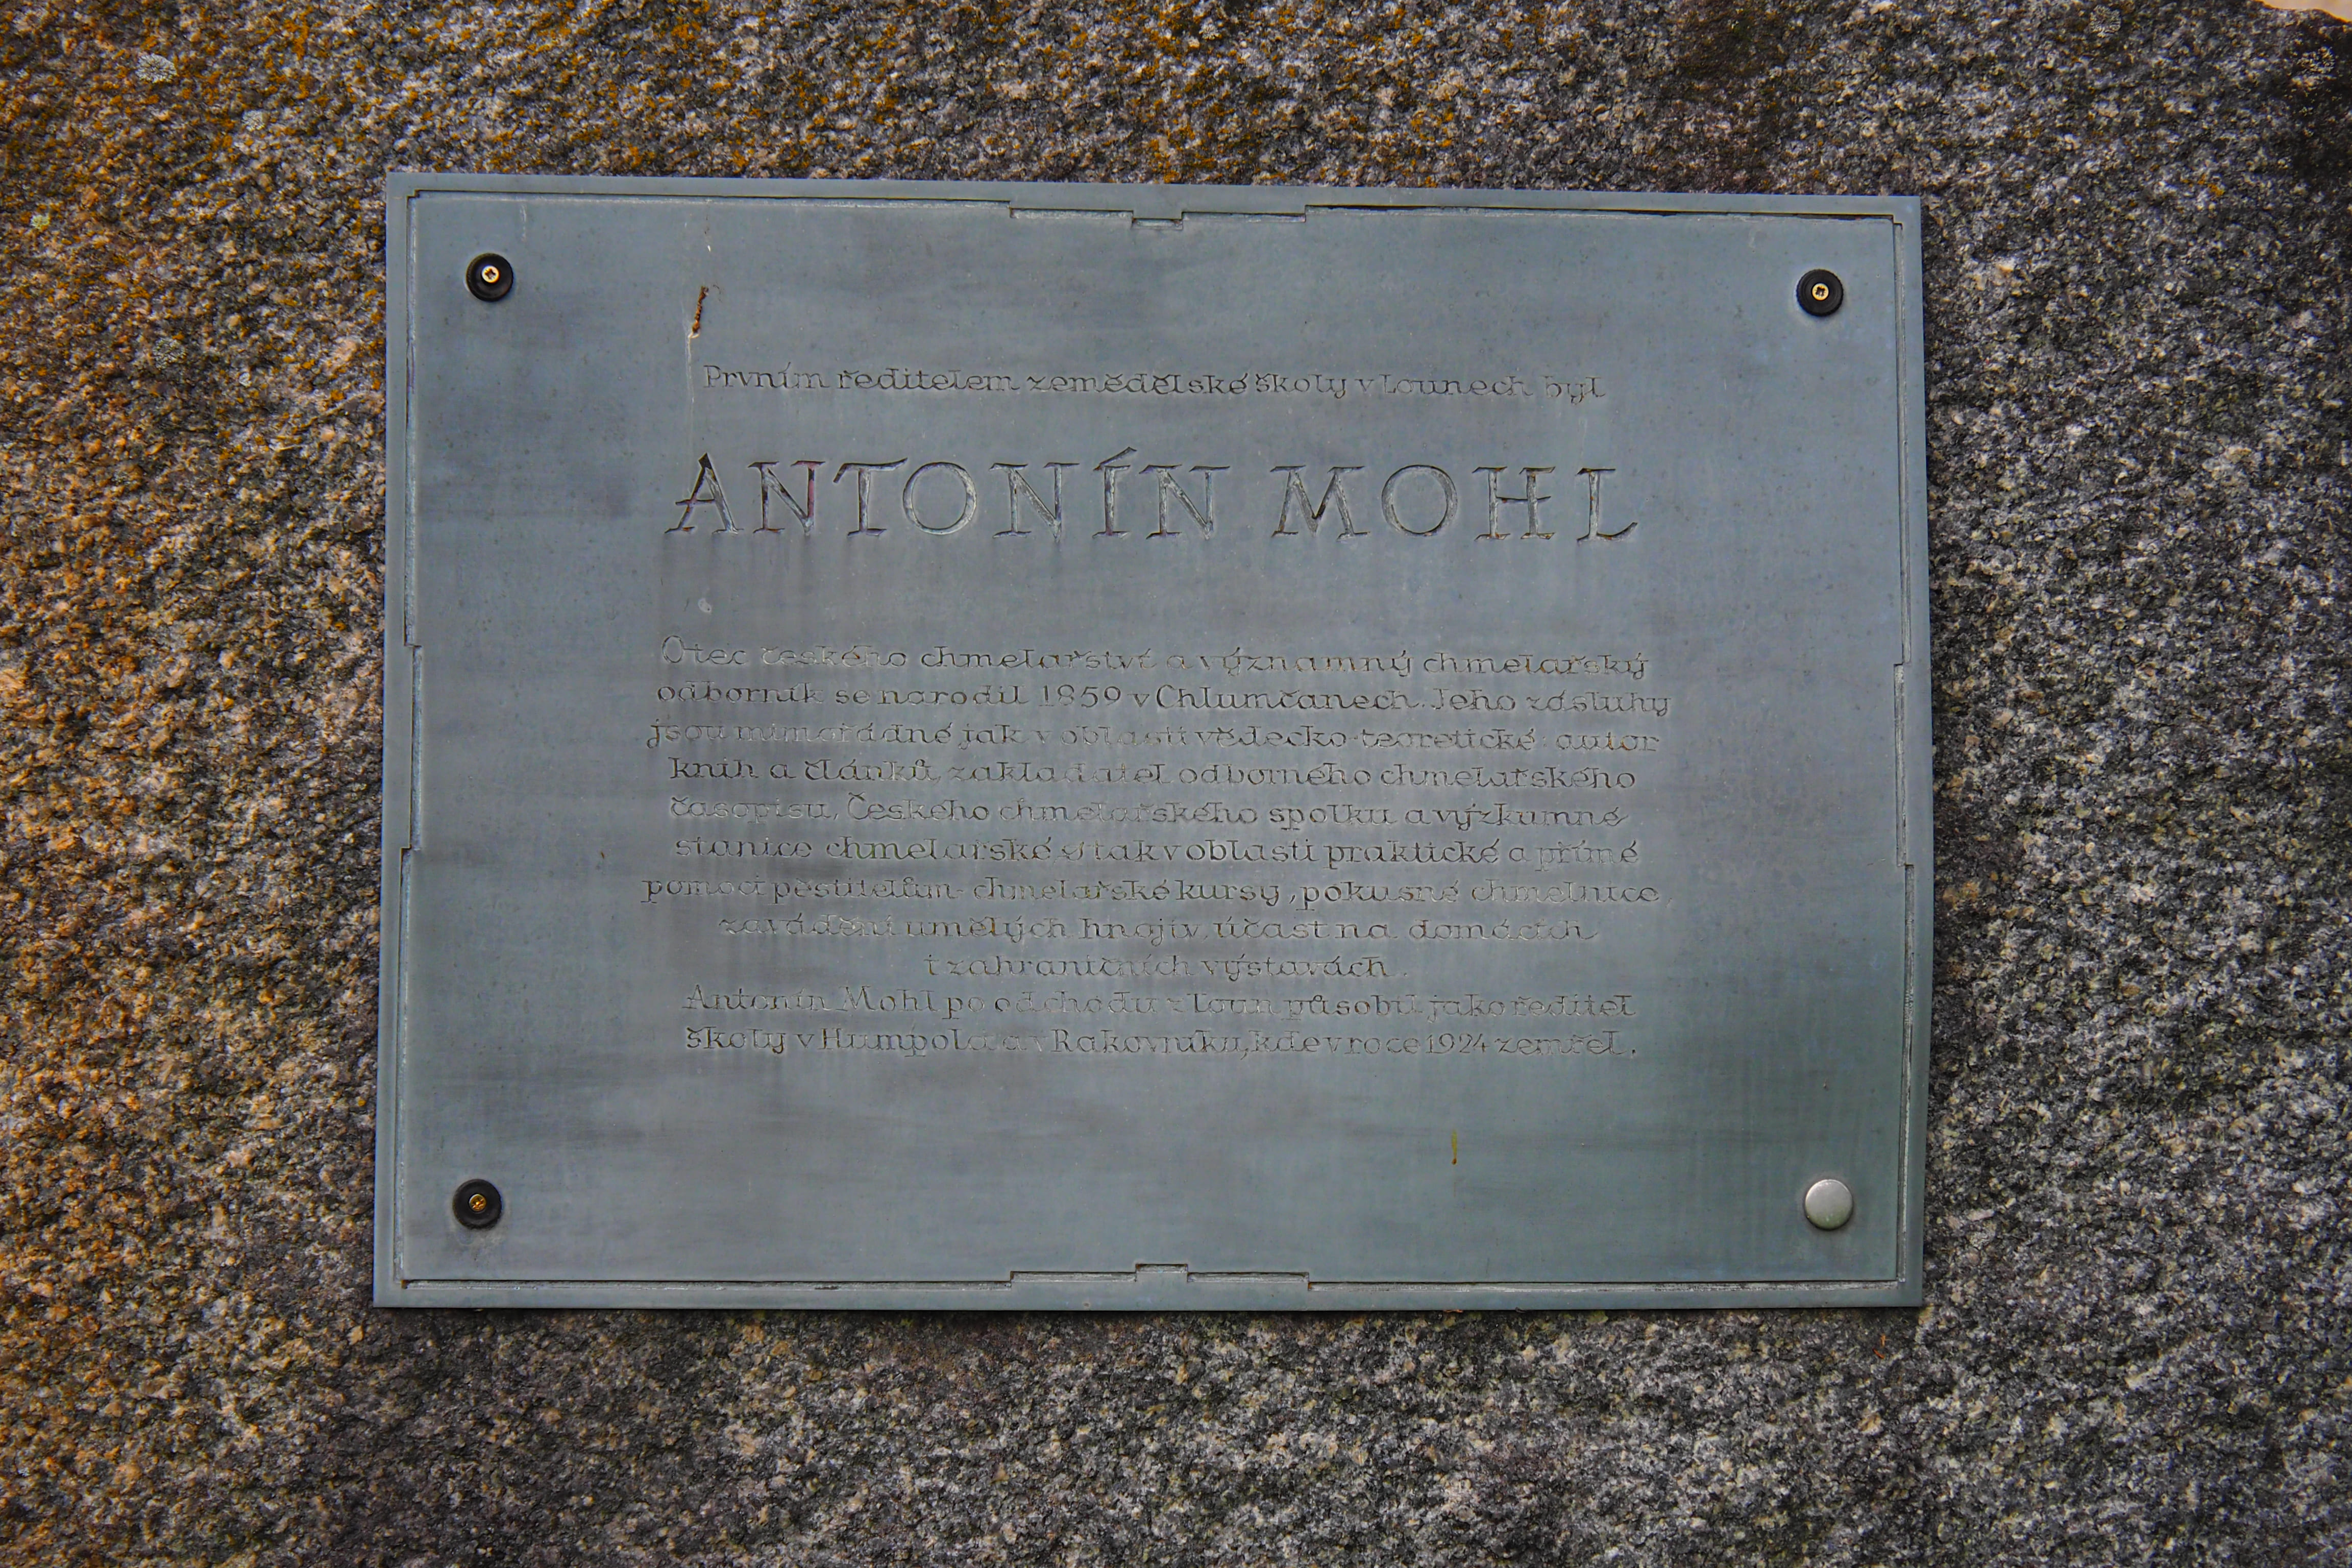 Prvním ředitelem zemědělské školy v Lounech byl
ANTONÍN MOHL
Otec českého chmelařství a významný chmelařský
odborník se narodil 1859 v Chlumčanech. Jeho zásluhy
jsou mimořádné jak v oblasti vědecko-teoretické - autor
knih a článků, zakladatel odborného chmelařského
časopisu, Českého chmelařského spolku a výzkumné
stanice chmelařské, tak v oblasti praktické a přímé
pomoci pěstitelům - chmelařské kursy, pokusné chmelnice,
zavádění umělých hnojiv, účast na domácích
i zahraničních výstavách.
Antonín Mohl po odchodu z Loun působil jako ředitel
školy v Humpolci a v Rakovníku, kde v roce 1924 zemřel.